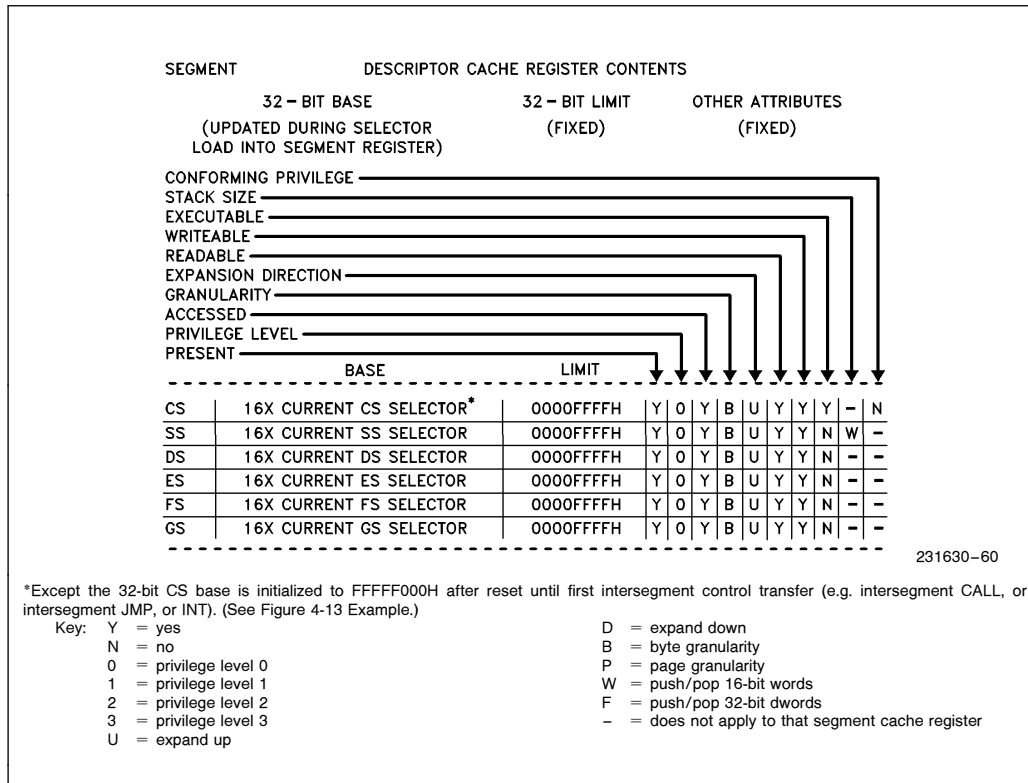 SEGMENT DESCRIPTOR CACHE REGISTER CONTENTS
32 – BIT BASE 32 – BIT LIMIT OTHER ATTRIBUTES
(UPDATED DURING SELECTOR (FIXED) (FIXED)
LOAD INTO SEGMENT REGISTER)
CONFORMING PRIVILEGE
STACK SIZE
EXECUTABLE
WRITEABLE
READABLE
EXPANSION DIRECTION
GRANULARITY
ACCESSED
PRIVILEGE LEVEL
PRESENT
BASE LIMIT
CS 16X CURRENT CS SELECTOR* 0000FFFFH Y 0 Y B U Y Y Y – N
SS 16X CURRENT SS SELECTOR 0000FFFFH Y 0 Y B U Y Y N W –
DS 16X CURRENT DS SELECTOR 0000FFFFH Y 0 Y B U Y Y N – –
ES 16X CURRENT ES SELECTOR 0000FFFFH Y 0 Y B U Y Y N – –
FS 16X CURRENT FS SELECTOR 0000FFFFH Y 0 Y B U Y Y N – –
GS 16X CURRENT GS SELECTOR 0000FFFFH Y 0 Y B U Y Y N – –
231630–60
*Except the 32-bit CS base is initialized to FFFFF000H after reset until first intersegment control transfer (e.g. intersegment CALL, or
intersegment JMP, or INT). (See Figure 4-13 Example.)
Key: Y = yes D = expand down
N = no B = byte granularity
0 = privilege level 0 P = page granularity
1 = privilege level 1 W = push/pop 16-bit words
2 = privilege level 2 F = push/pop 32-bit dwords
3 = privilege level 3 – = does not apply to that segment cache register
U = expand up